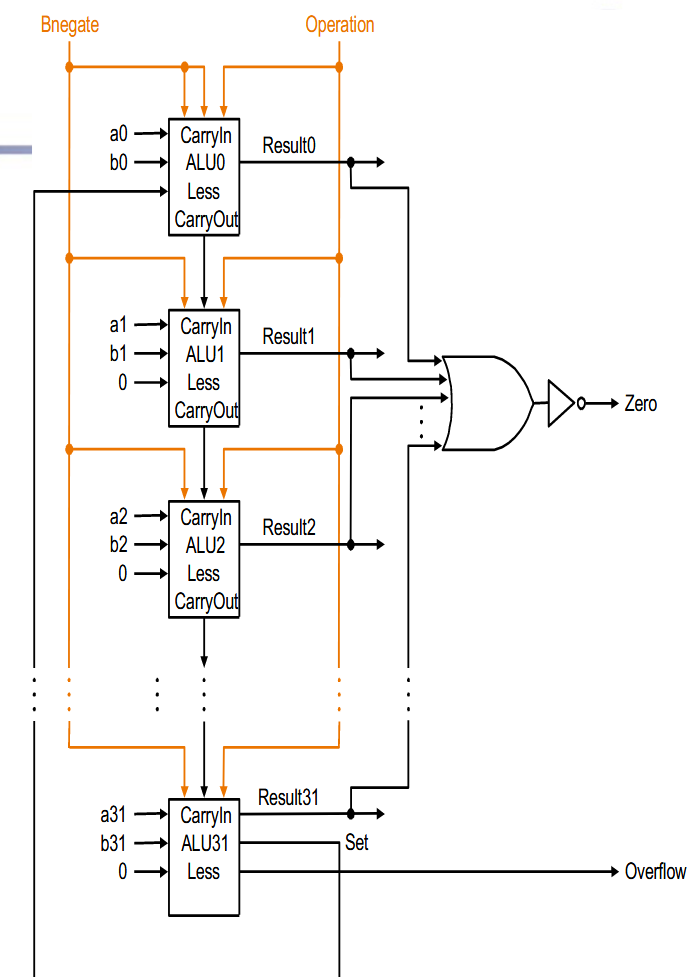 Bnegate Operation
a0 CarryIn Result0
b0 ALU0
Less
CarryOut
a1 CarryIn Result1
b1 ALU1
0 Less
CarryOut
Zero
a2 CarryIn Result2
b2 ALU2
0 Less
CarryOut
a31 CarryIn Result31
b31 ALU31 Set
0 Less Overflow